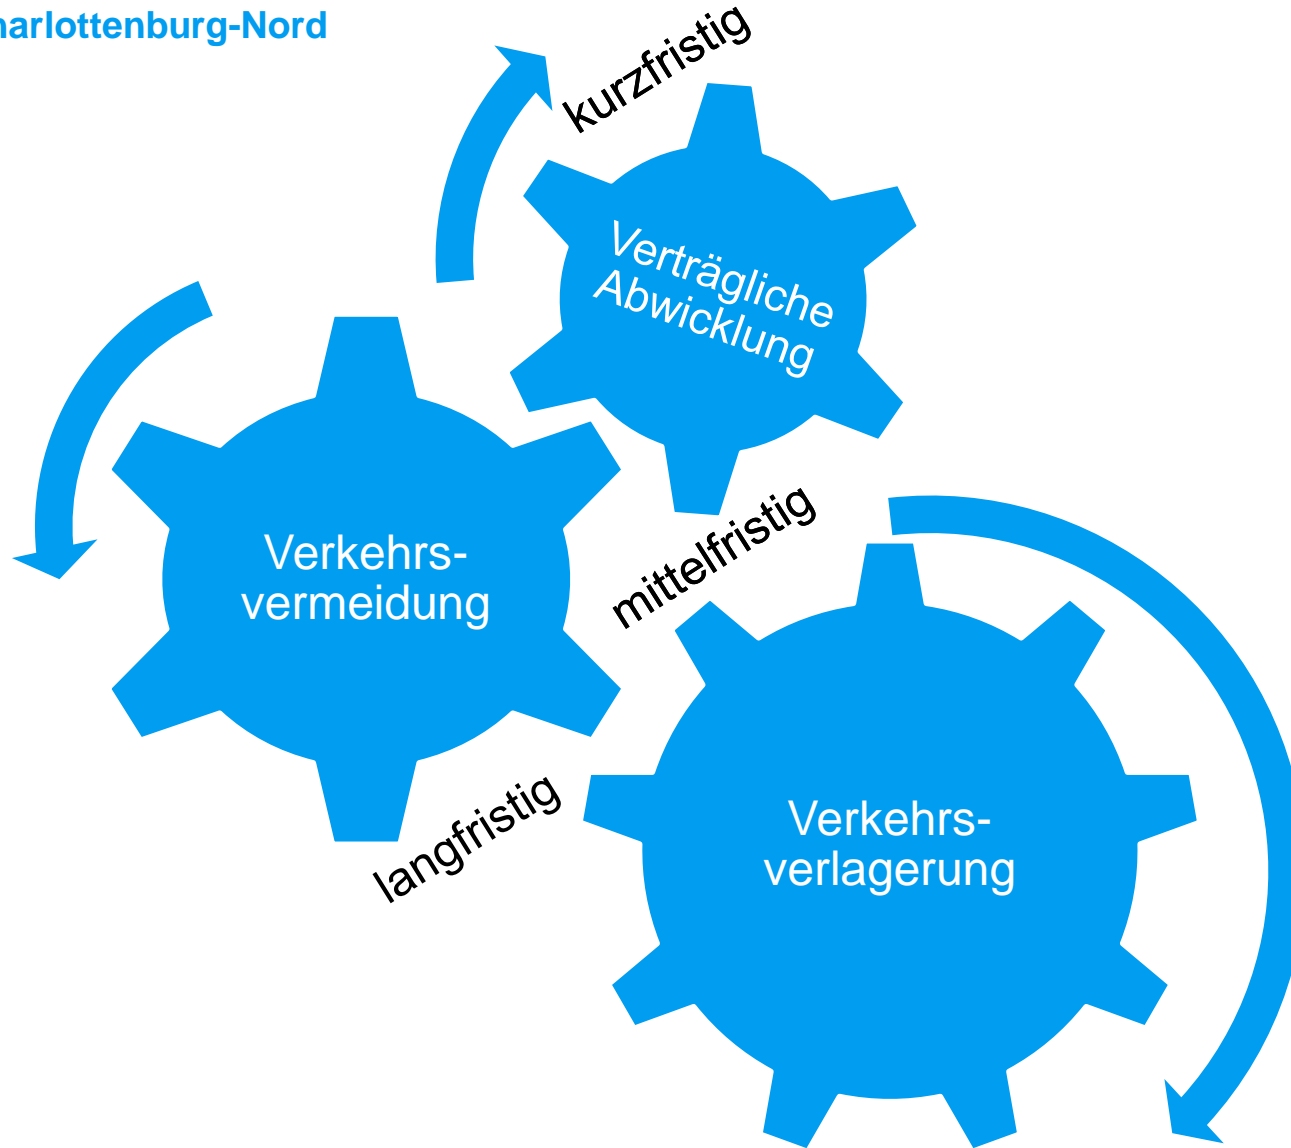 harlottenburg-Nord
kurzfristig
Verträgliche
Abwicklung
Verkehrs-
vermeidung
mittelfristig
Verkehrs-
verlagerung
langfristig